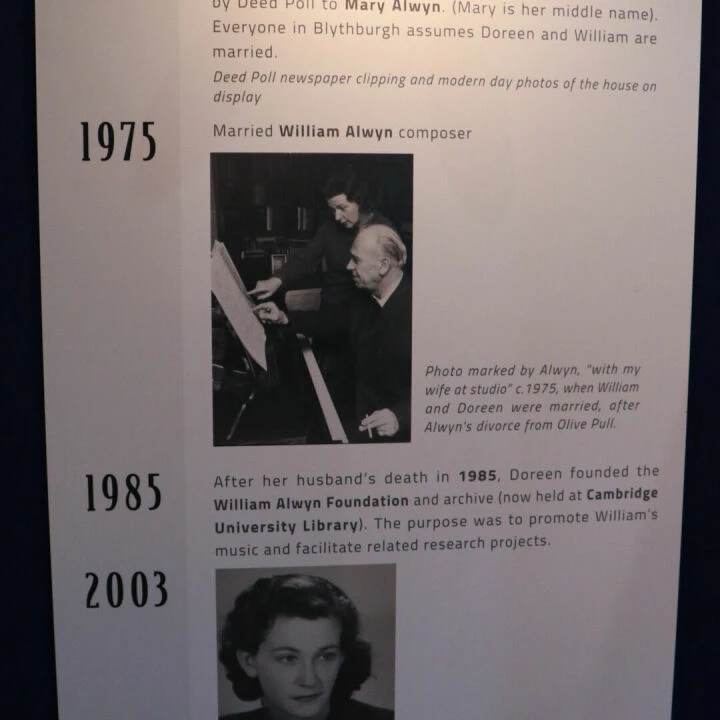 by Deed Poll to Mary Alwyn. (Mary is her middle name).
Everyone in Blythburgh assumes Doreen and William are
married.
Deed Poll newspaper clipping and modern day photos of the house on
display
1975
Married William Alwyn composer
Photo marked by Alwyn, "with my
wife at studio" c.1975, when William
and Doreen were married, after
Alwyn's divorce from Olive Pull.
1985
After her husband's death in 1985, Doreen founded the
William Alwyn Foundation and archive (now held at Cambridge
University Library). The purpose was to promote William's
music and facilitate related research projects.
2003